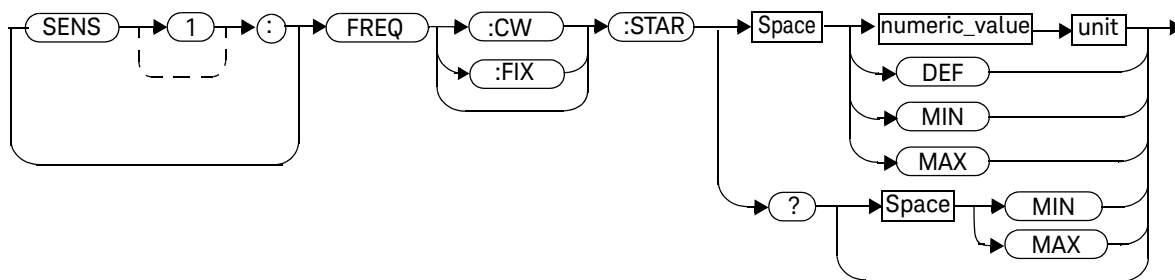 SENS 1 : FREQ :CW :STAR Space numeric_value unit
:FIX DEF
MIN
MAX
? Space MIN
MAX